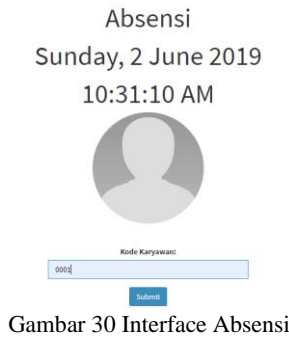 Absensi
Sunday, 2 June 2019
10:31:10 AM
Kode Karyawan:
0001
Submit
Gambar 30 Interface Absensi